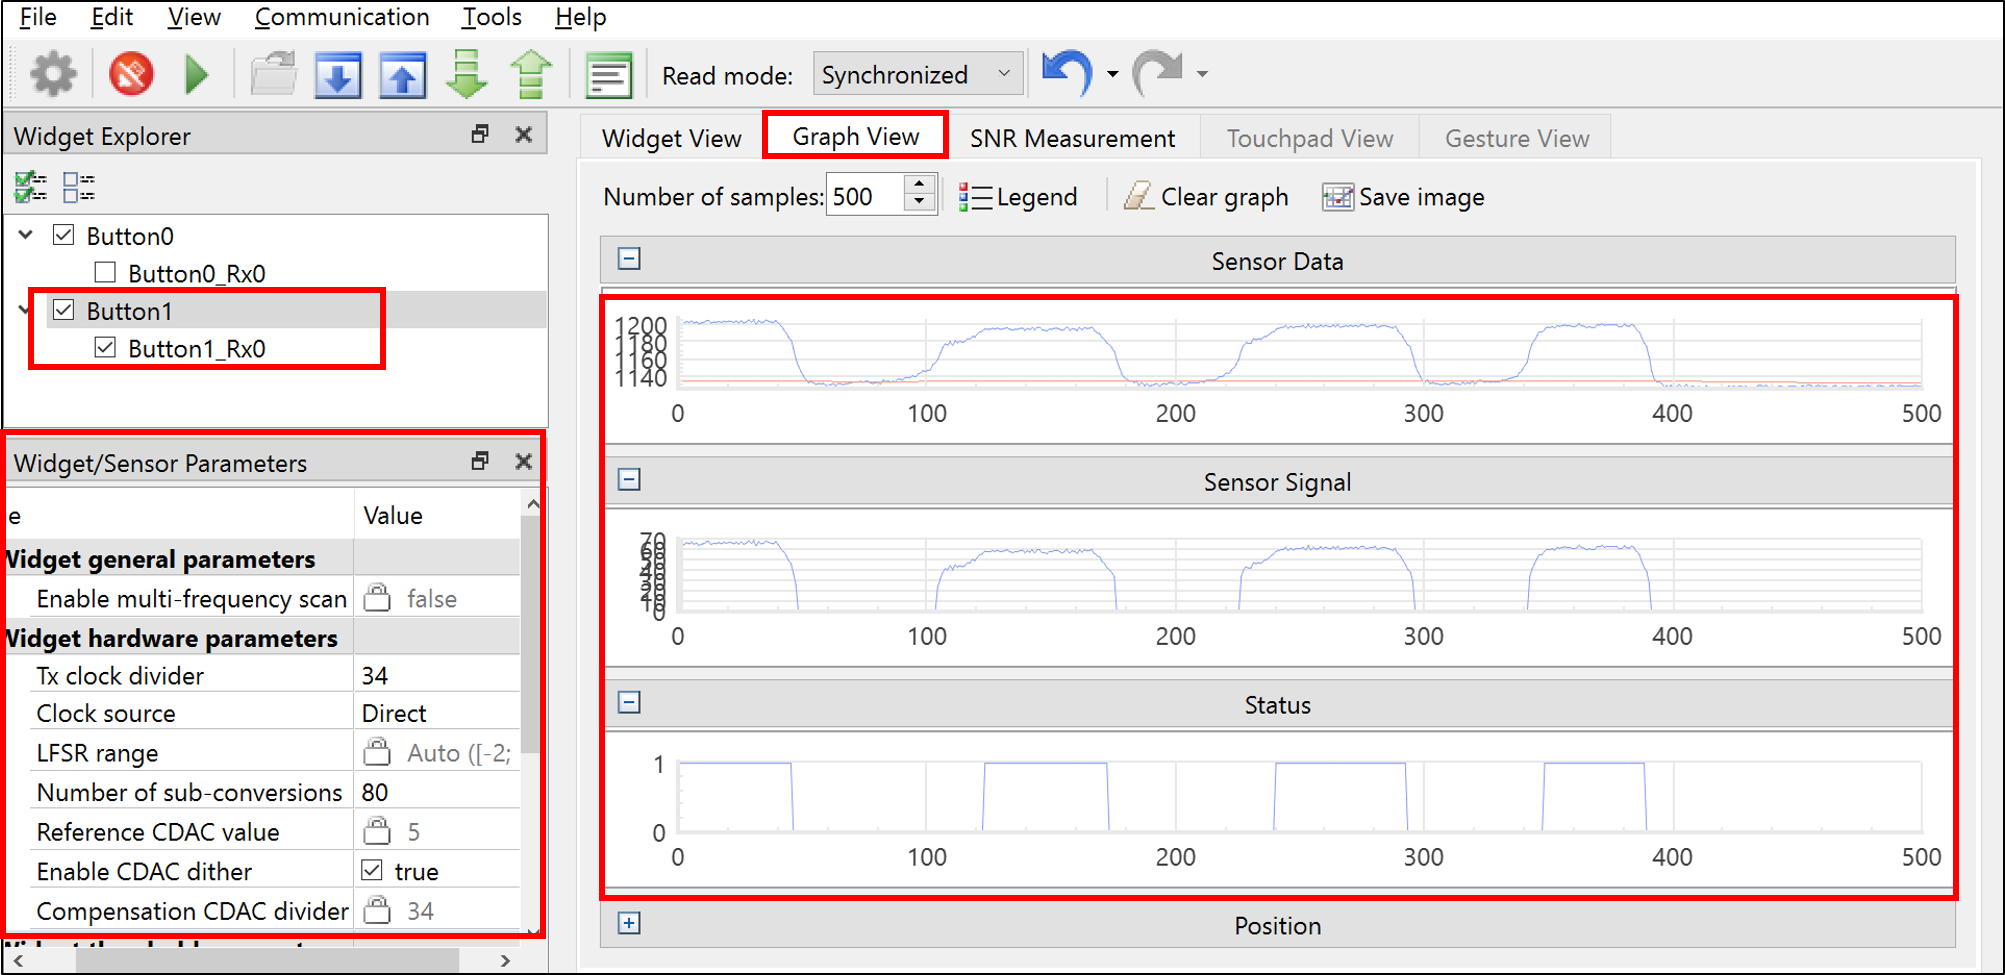 File Edit View Communication Tools Help
Read mode: Synchronized
Widget Explorer
Button0
Button0_Rx0
Button1
Button1_Rx0
Widget/Sensor Parameters
e Value
Widget general parameters
Enable multi-frequency scan false
Widget hardware parameters
Tx clock divider 34
Clock source Direct
LFSR range Auto ([-2;
Number of sub-conversions 80
Reference CDAC value 5
Enable CDAC dither true
Compensation CDAC divider 34
Widget View Graph View SNR Measurement Touchpad View Gesture View
Number of samples: 500 Legend Clear graph Save image
Sensor Data
1200
1180
1160
1140
0 100 200 300 400 500
Sensor Signal
70
60
50
40
30
20
10
0
0 100 200 300 400 500
Status
1
0
0 100 200 300 400 500
Position